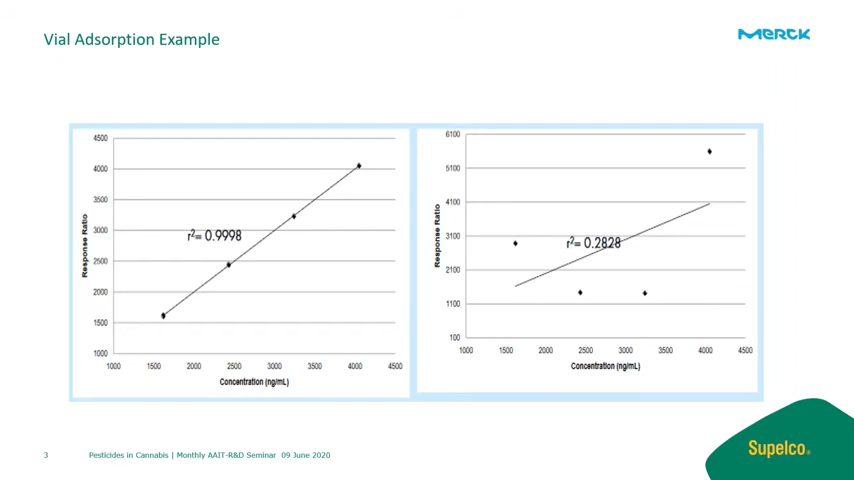 Vial Adsorption Example
MERCK
4500
4000
3500
3000
2500
2000
1500
1000
Response Ratio
r²= 0.9998
1000 1500 2000 2500 3000 3500 4000 4500
Concentration (ng/mL)
6100
5100
4100
3100
2100
1100
100
Response Ratio
r²= 0.2828
1000 1500 2000 2500 3000 3500 4000 4500
Concentration (ng/mL)
3 Pesticides in Cannabis | Monthly AAIT-R&D Seminar 09 June 2020
Supelco®